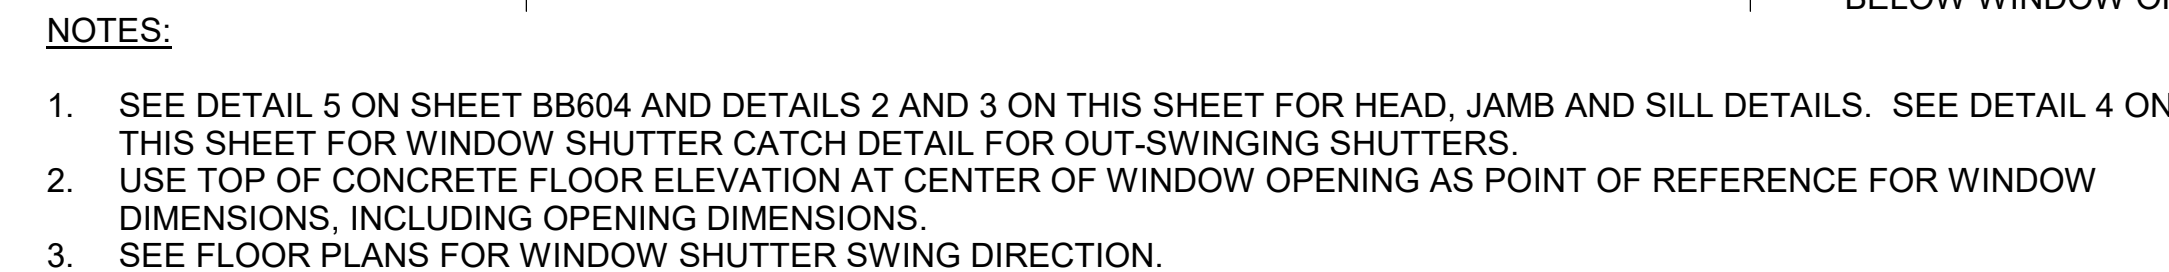 BELOW WINDOW
NOTES:
1. SEE DETAIL 5 ON SHEET BB604 AND DETAILS 2 AND 3 ON THIS SHEET FOR HEAD, JAMB AND SILL DETAILS. SEE DETAIL 4 ON
THIS SHEET FOR WINDOW SHUTTER CATCH DETAIL FOR OUT-SWINGING SHUTTERS.
2. USE TOP OF CONCRETE FLOOR ELEVATION AT CENTER OF WINDOW OPENING AS POINT OF REFERENCE FOR WINDOW
DIMENSIONS, INCLUDING OPENING DIMENSIONS.
3. SEE FLOOR PLANS FOR WINDOW SHUTTER SWING DIRECTION.